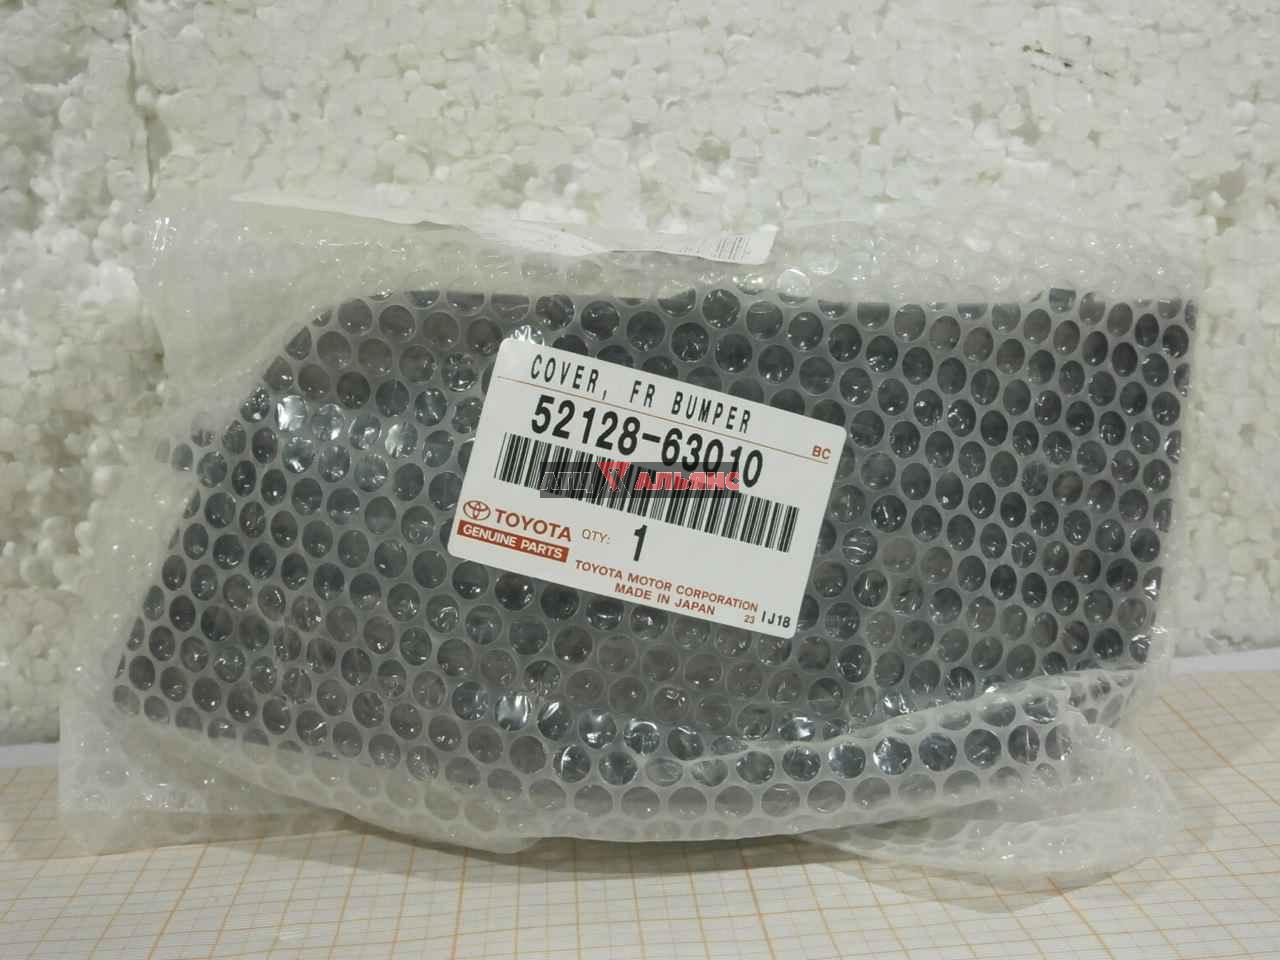 COVER, FR BUMPER
52128-63010
BC
АТЦ АЛЬЯНС
TOYOTA
GENUINE PARTS
QTY: 1
TOYOTA MOTOR CORPORATION
MADE IN JAPAN
23 IJ18